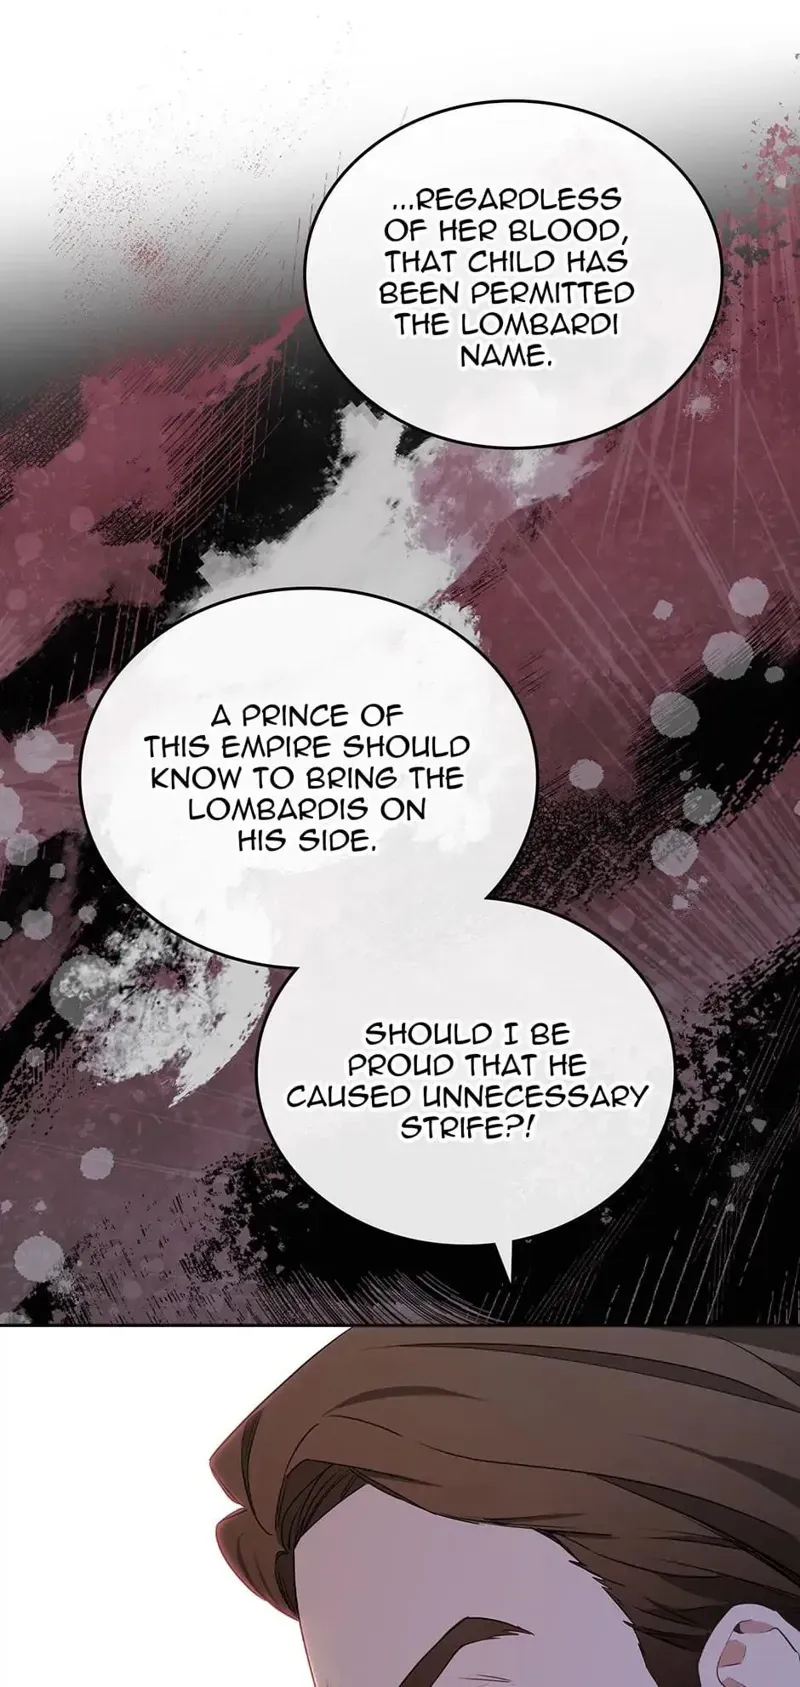 ...REGARDLESS
OF HER BLOOD,
THAT CHILD HAS
BEEN PERMITTED
THE LOMBARDI
NAME.
A PRINCE OF
THIS EMPIRE SHOULD
KNOW TO BRING THE
LOMBARDIS ON
HIS SIDE.
SHOULD I BE
PROUD THAT HE
CAUSED UNNECESSARY
STRIFE?!